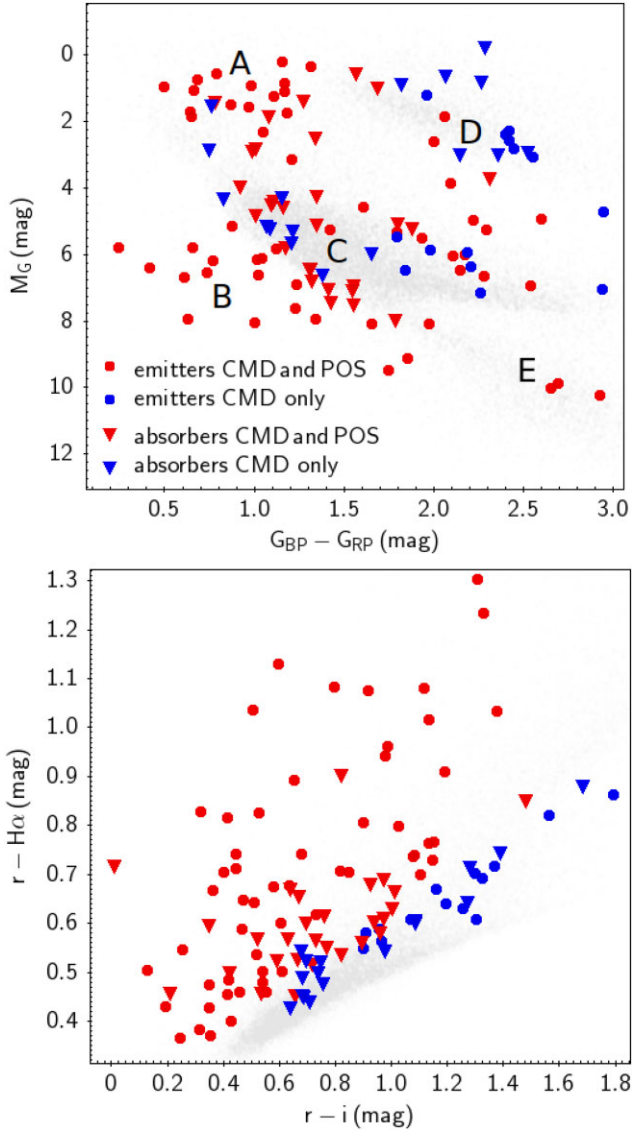 0
2
4
6
8
10
12
M_G (mag)
A
D
C
B
E
emitters CMD and POS
emitters CMD only
absorbers CMD and POS
absorbers CMD only
0.5 1.0 1.5 2.0 2.5 3.0
G_BP − G_RP (mag)
1.3
1.2
1.1
1.0
0.9
0.8
0.7
0.6
0.5
0.4
r − Hα (mag)
0 0.2 0.4 0.6 0.8 1.0 1.2 1.4 1.6 1.8
r − i (mag)